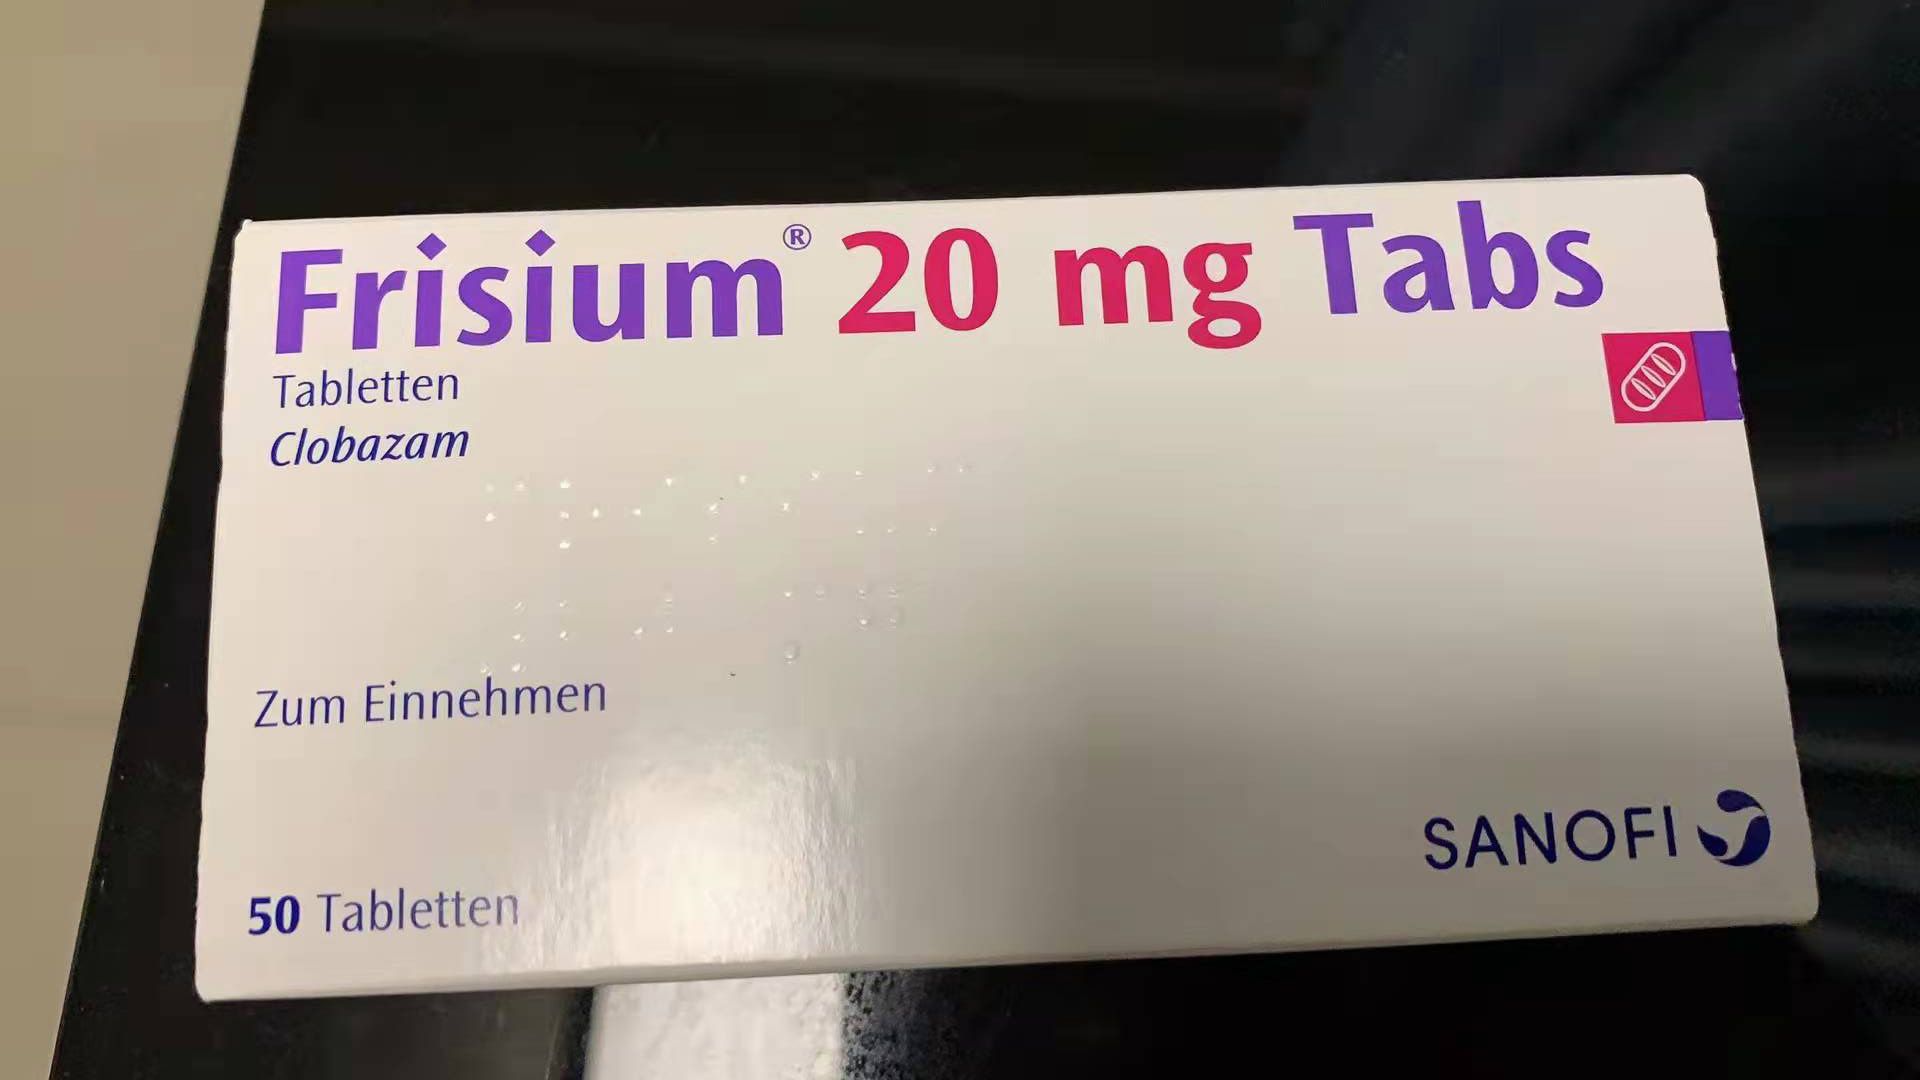 Frisium® 20 mg Tabs
Tabletten
Clobazam
Zum Einnehmen
50 Tabletten
SANOFI